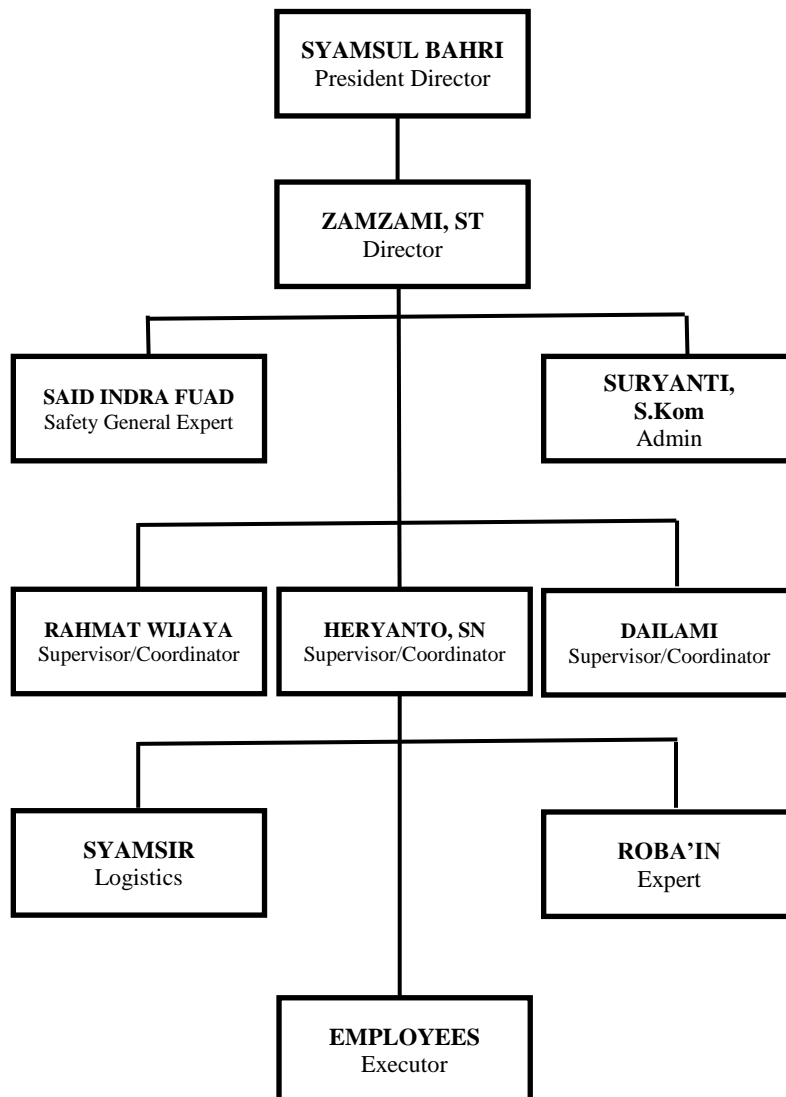 SYAMSUL BAHRI
President Director
ZAMZAMI, ST
Director
SAID INDRA FUAD
Safety General Expert
SURYANTI,
S.Kom
Admin
RAHMAT WIJAYA
Supervisor/Coordinator
HERYANTO, SN
Supervisor/Coordinator
DAILAMI
Supervisor/Coordinator
SYAMSIR
Logistics
ROBA’IN
Expert
EMPLOYEES
Executor